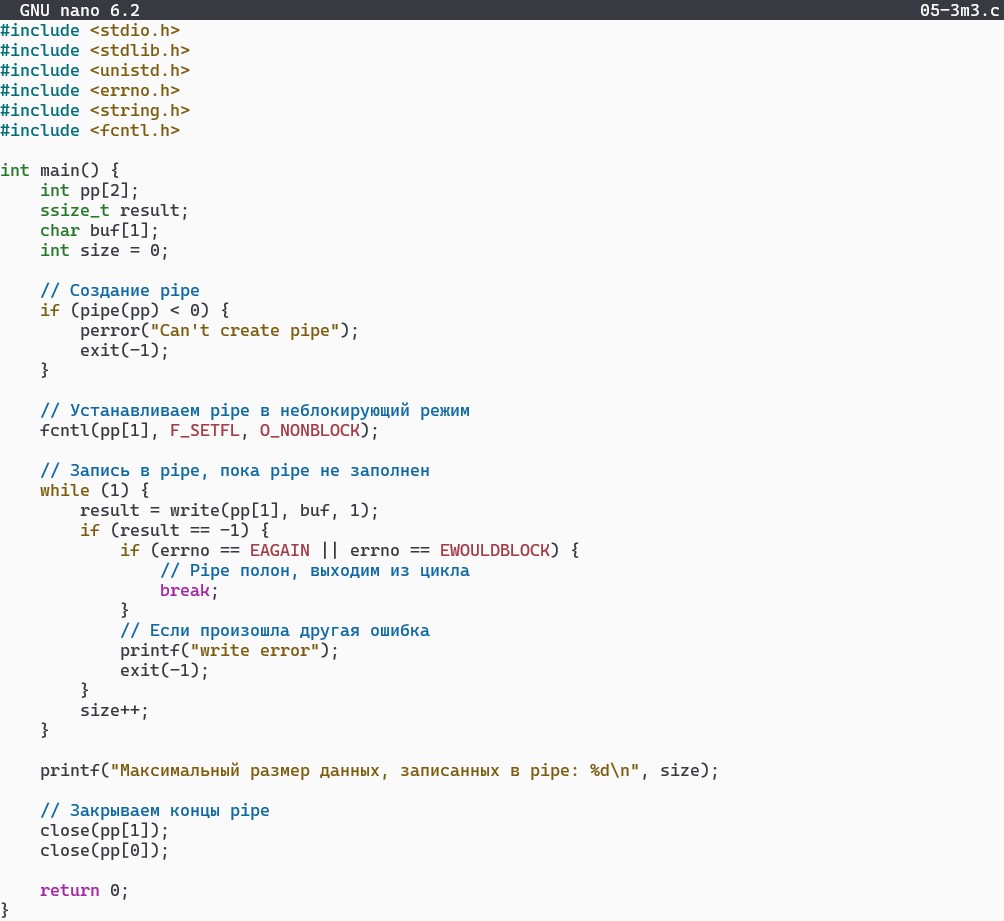 GNU nano 6.2 05-3m3.c
#include <stdio.h>
#include <stdlib.h>
#include <unistd.h>
#include <errno.h>
#include <string.h>
#include <fcntl.h>

int main() {
    int pp[2];
    ssize_t result;
    char buf[1];
    int size = 0;

    // Создание pipe
    if (pipe(pp) < 0) {
        perror("Can't create pipe");
        exit(-1);
    }

    // Устанавливаем pipe в неблокирующий режим
    fcntl(pp[1], F_SETFL, O_NONBLOCK);

    // Запись в pipe, пока pipe не заполнен
    while (1) {
        result = write(pp[1], buf, 1);
        if (result == -1) {
            if (errno == EAGAIN || errno == EWOULDBLOCK) {
                // Pipe полон, выходим из цикла
                break;
            }
            // Если произошла другая ошибка
            printf("write error");
            exit(-1);
        }
        size++;
    }

    printf("Максимальный размер данных, записанных в pipe: %d\n", size);

    // Закрываем концы pipe
    close(pp[1]);
    close(pp[0]);

    return 0;
}